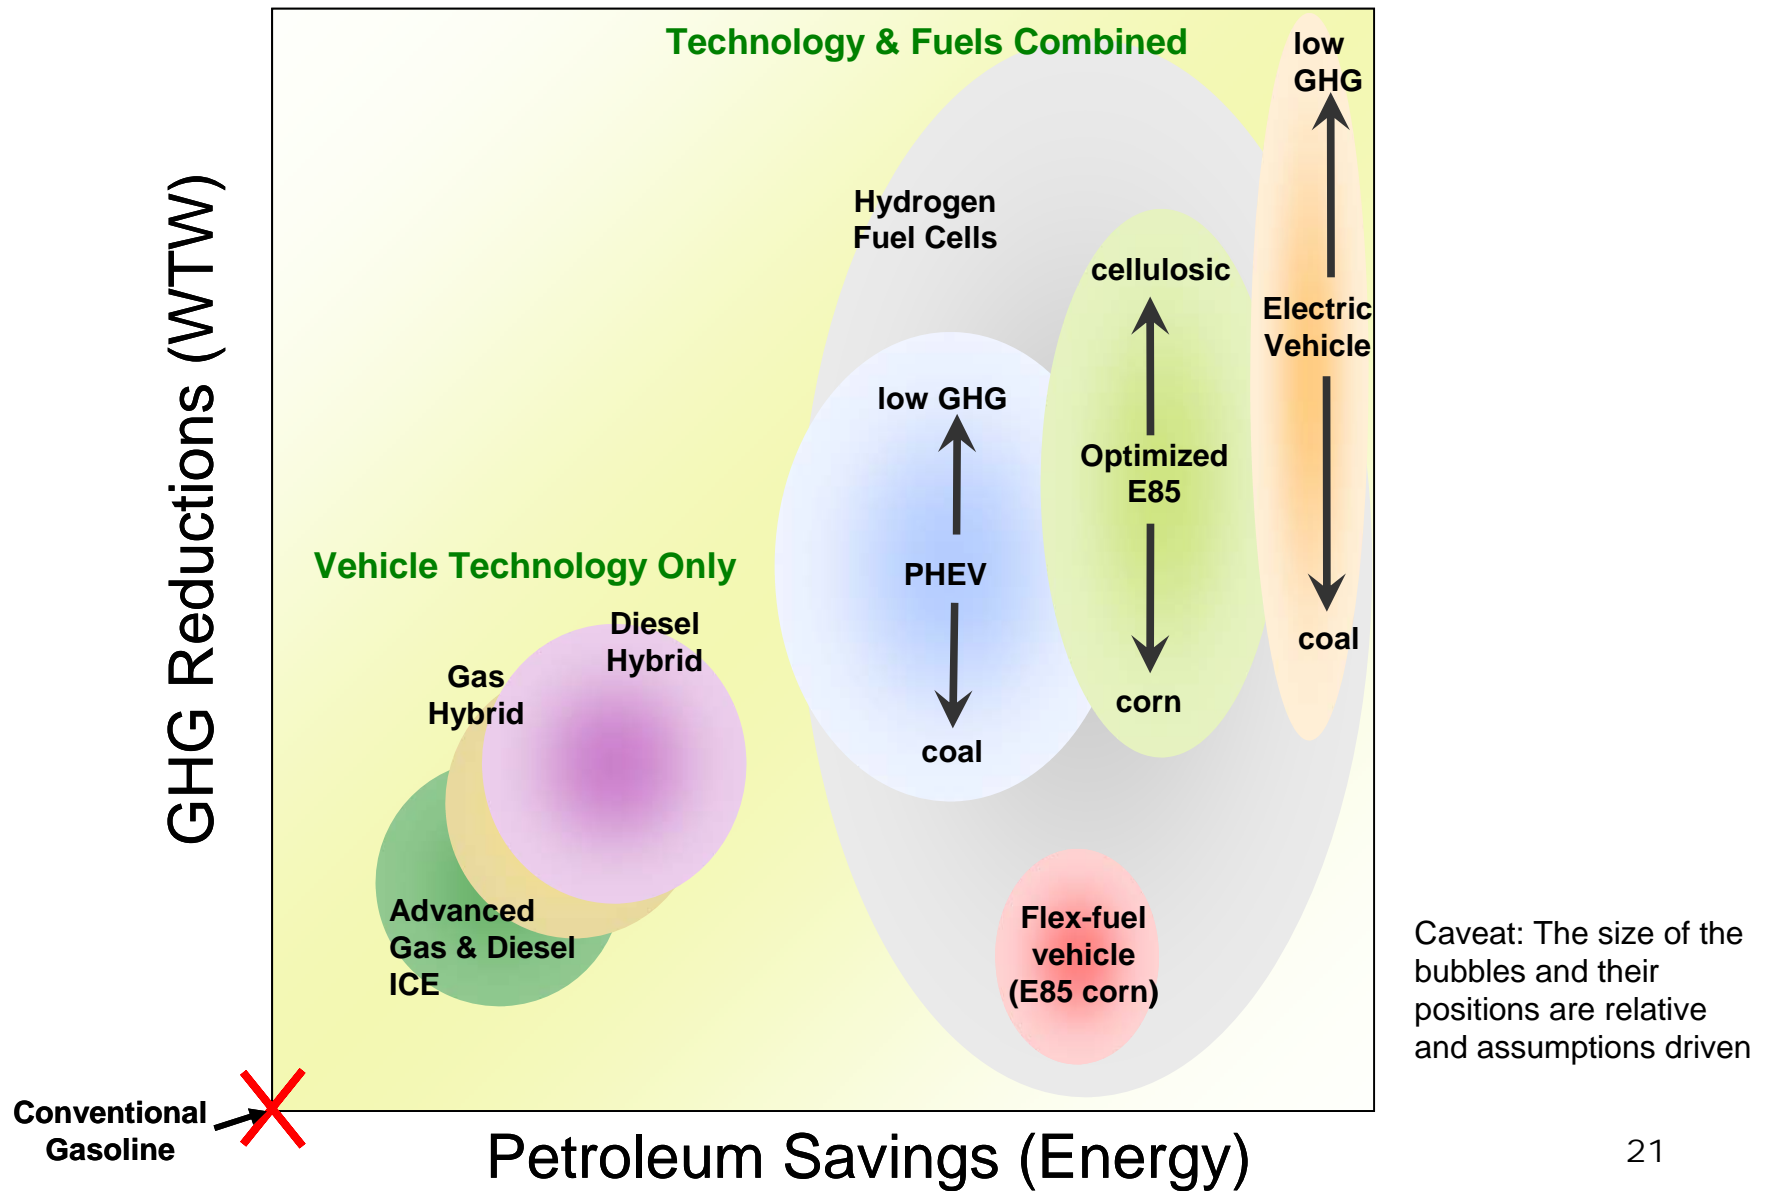 Technology & Fuels Combined
low
GHG
Hydrogen
Fuel Cells
cellulosic
Electric
Vehicle
low GHG
Optimized
E85
PHEV
Vehicle Technology Only
Diesel
Hybrid
Gas
Hybrid
coal
corn
coal
Advanced
Gas & Diesel
ICE
Flex-fuel
vehicle
(E85 corn)
GHG Reductions (WTW)
Caveat: The size of the
bubbles and their
positions are relative
and assumptions driven
Conventional
Gasoline
Petroleum Savings (Energy)
21